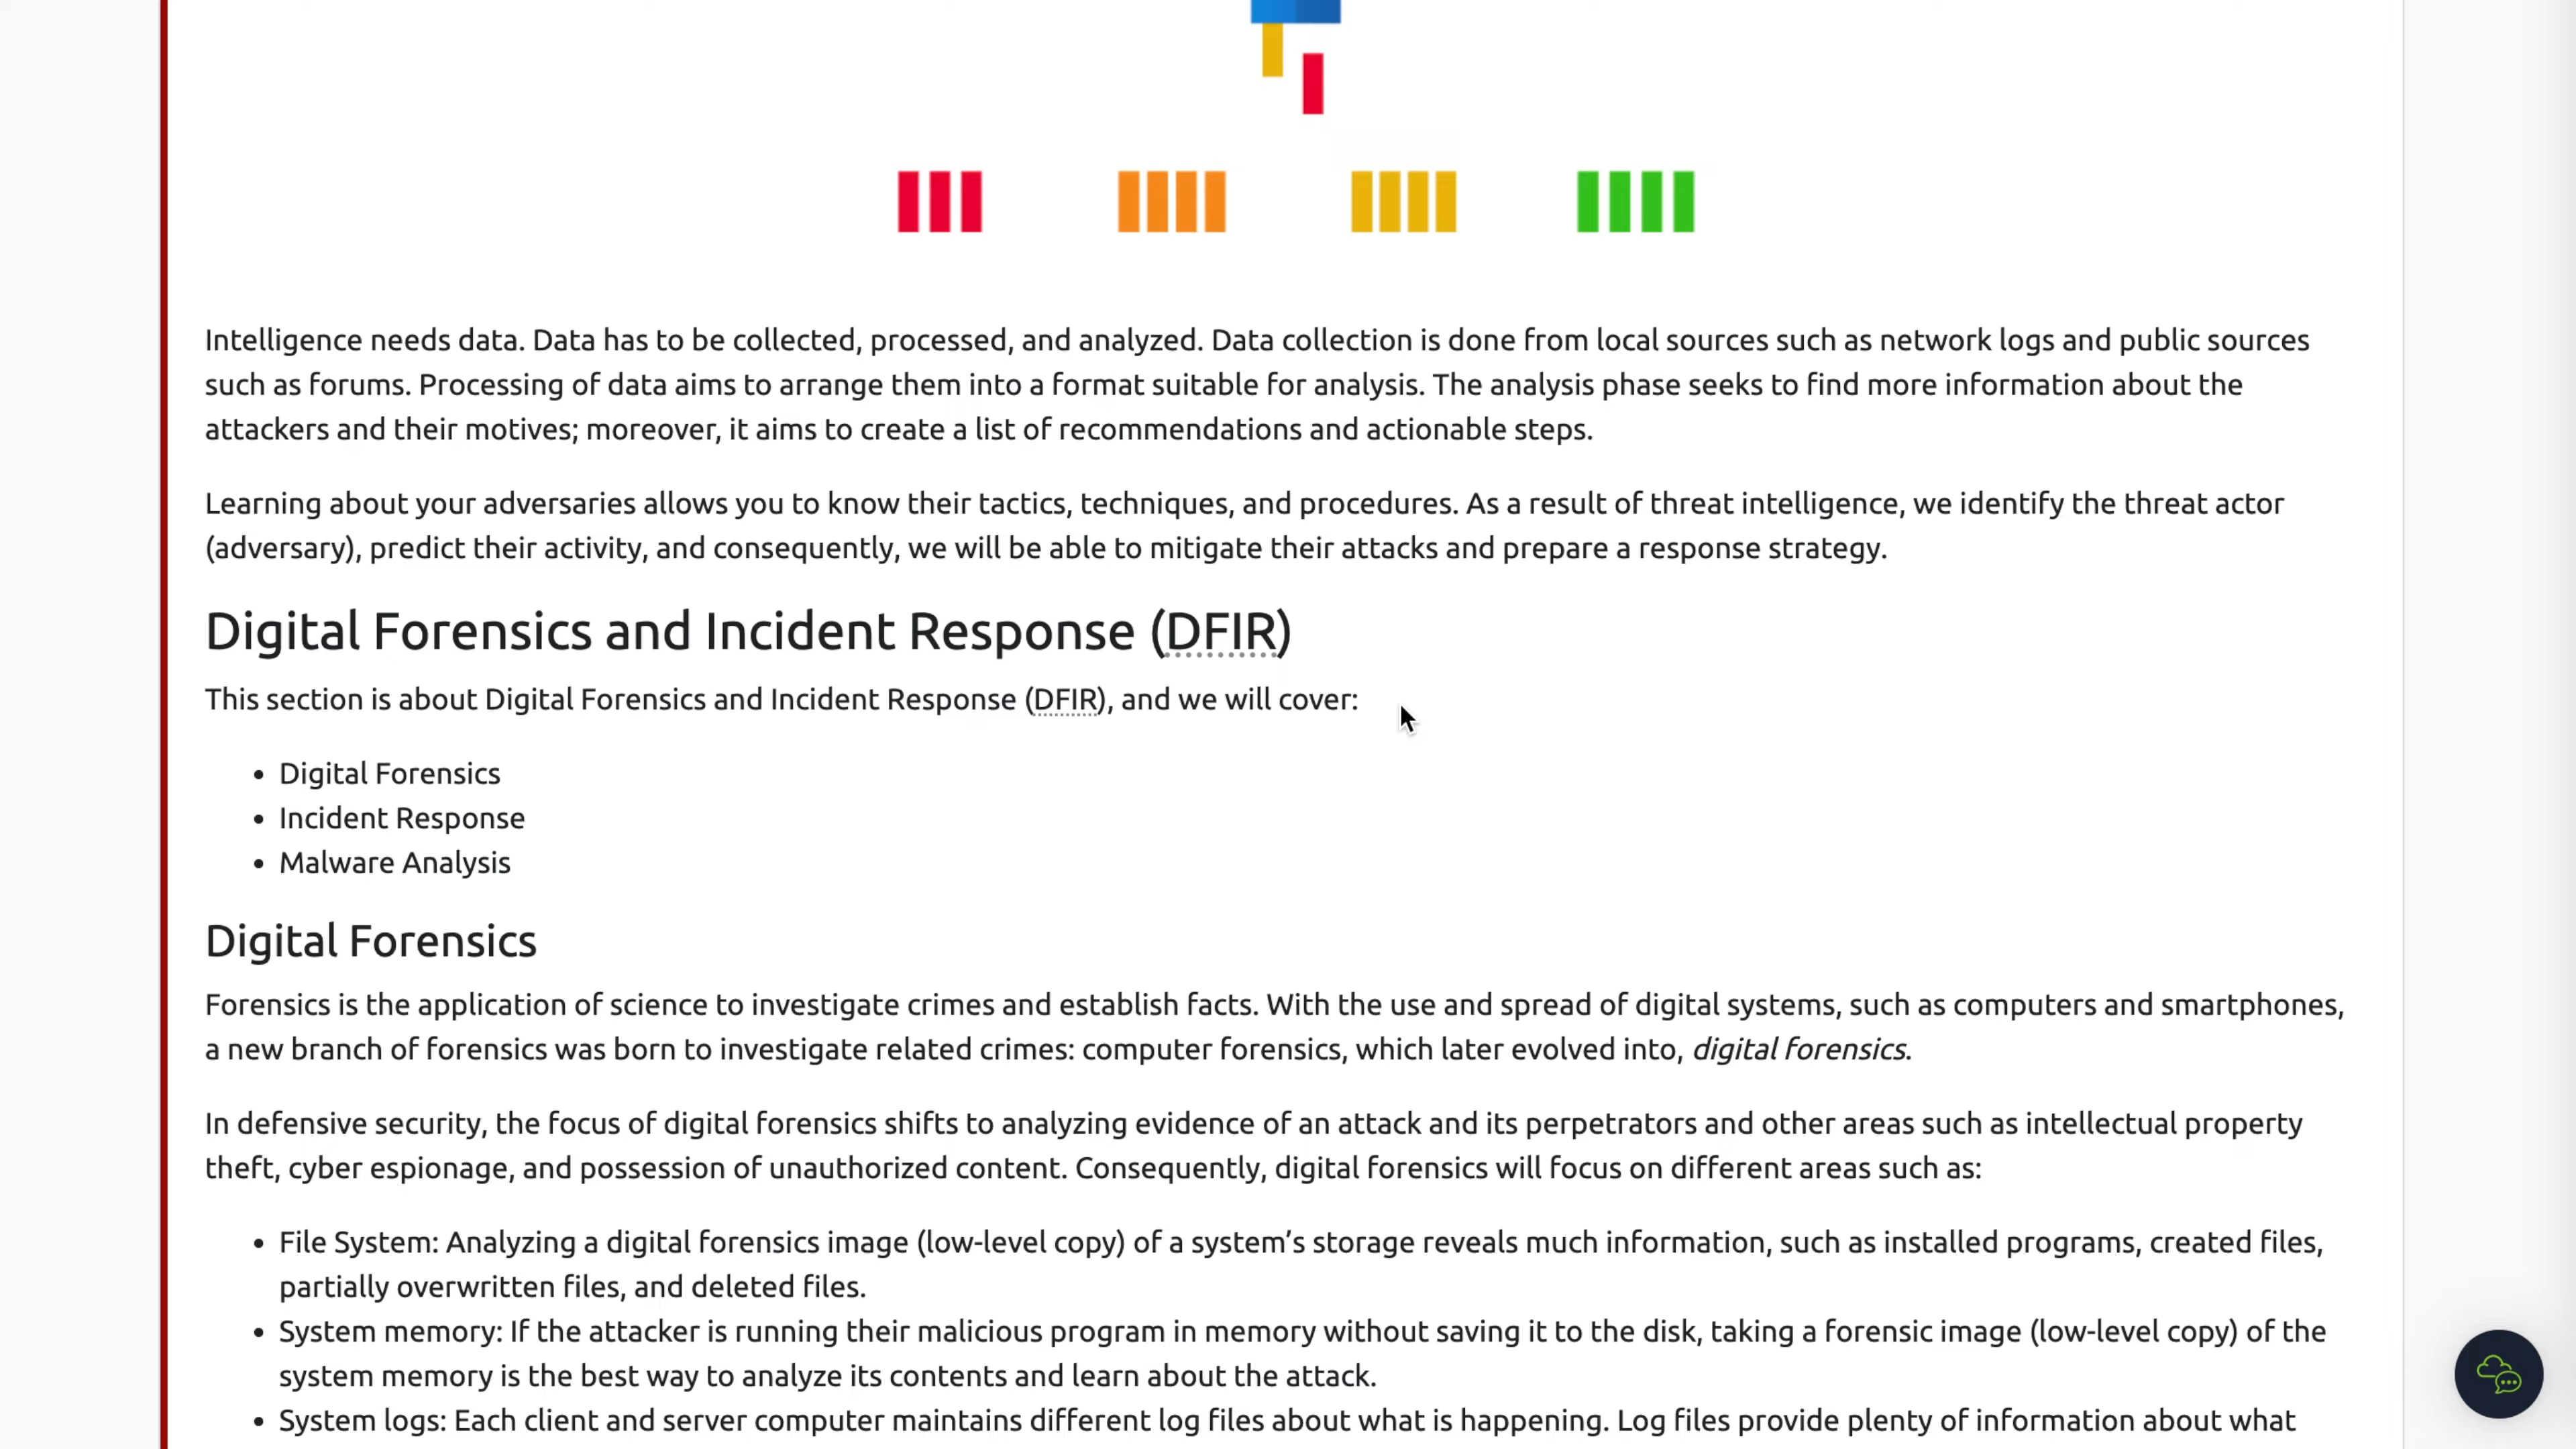 Intelligence needs data. Data has to be collected, processed, and analyzed. Data collection is done from local sources such as network logs and public sources
such as forums. Processing of data aims to arrange them into a format suitable for analysis. The analysis phase seeks to find more information about the
attackers and their motives; moreover, it aims to create a list of recommendations and actionable steps.
Learning about your adversaries allows you to know their tactics, techniques, and procedures. As a result of threat intelligence, we identify the threat actor
(adversary), predict their activity, and consequently, we will be able to mitigate their attacks and prepare a response strategy.
Digital Forensics and Incident Response (DFIR)
This section is about Digital Forensics and Incident Response (DFIR), and we will cover:
• Digital Forensics
• Incident Response
• Malware Analysis
Digital Forensics
Forensics is the application of science to investigate crimes and establish facts. With the use and spread of digital systems, such as computers and smartphones,
a new branch of forensics was born to investigate related crimes: computer forensics, which later evolved into, digital forensics.
In defensive security, the focus of digital forensics shifts to analyzing evidence of an attack and its perpetrators and other areas such as intellectual property
theft, cyber espionage, and possession of unauthorized content. Consequently, digital forensics will focus on different areas such as:
• File System: Analyzing a digital forensics image (low-level copy) of a system’s storage reveals much information, such as installed programs, created files,
partially overwritten files, and deleted files.
• System memory: If the attacker is running their malicious program in memory without saving it to the disk, taking a forensic image (low-level copy) of the
system memory is the best way to analyze its contents and learn about the attack.
• System logs: Each client and server computer maintains different log files about what is happening. Log files provide plenty of information about what